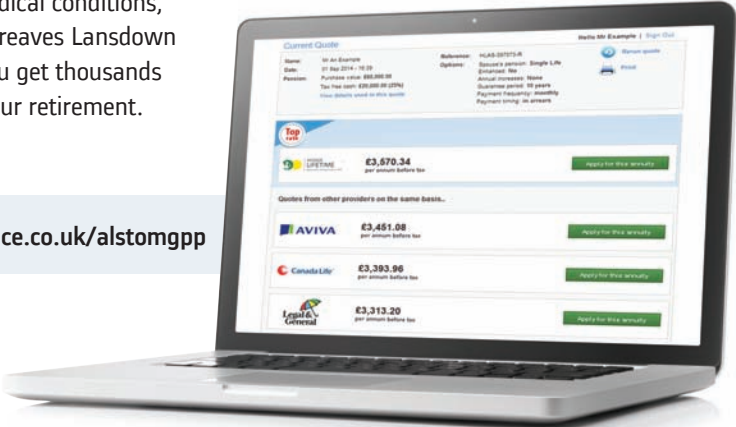 dical conditions,
reaves Lansdown
u get thousands
ur retirement.
ce.co.uk/alstomgpp
Hello Mr Example | Sign Out
Current Quote
Name: Mr An Example
Date: 01 Sep 2014 - 10:29
Pension: Purchase value:
Tax free cash: £20,000.00 (25%)
View details used in this quote
Reference:
Options: Spouse's pension: Single Life
Enhanced: No
Annual increases: None
Guarantee period: 10 years
Payment frequency: monthly
Payment timing: in arrears
Rerun quote
Print
Top
LIFETIME
£3,570.34
per annum before tax
Apply for this annuity
Quotes from other providers on the same basis..
AVIVA
£3,451.08
per annum before tax
Apply for this annuity
Canada Life
£3,393.96
per annum before tax
Apply for this annuity
Legal &
General
£3,313.20
per annum before tax
Apply for this annuity